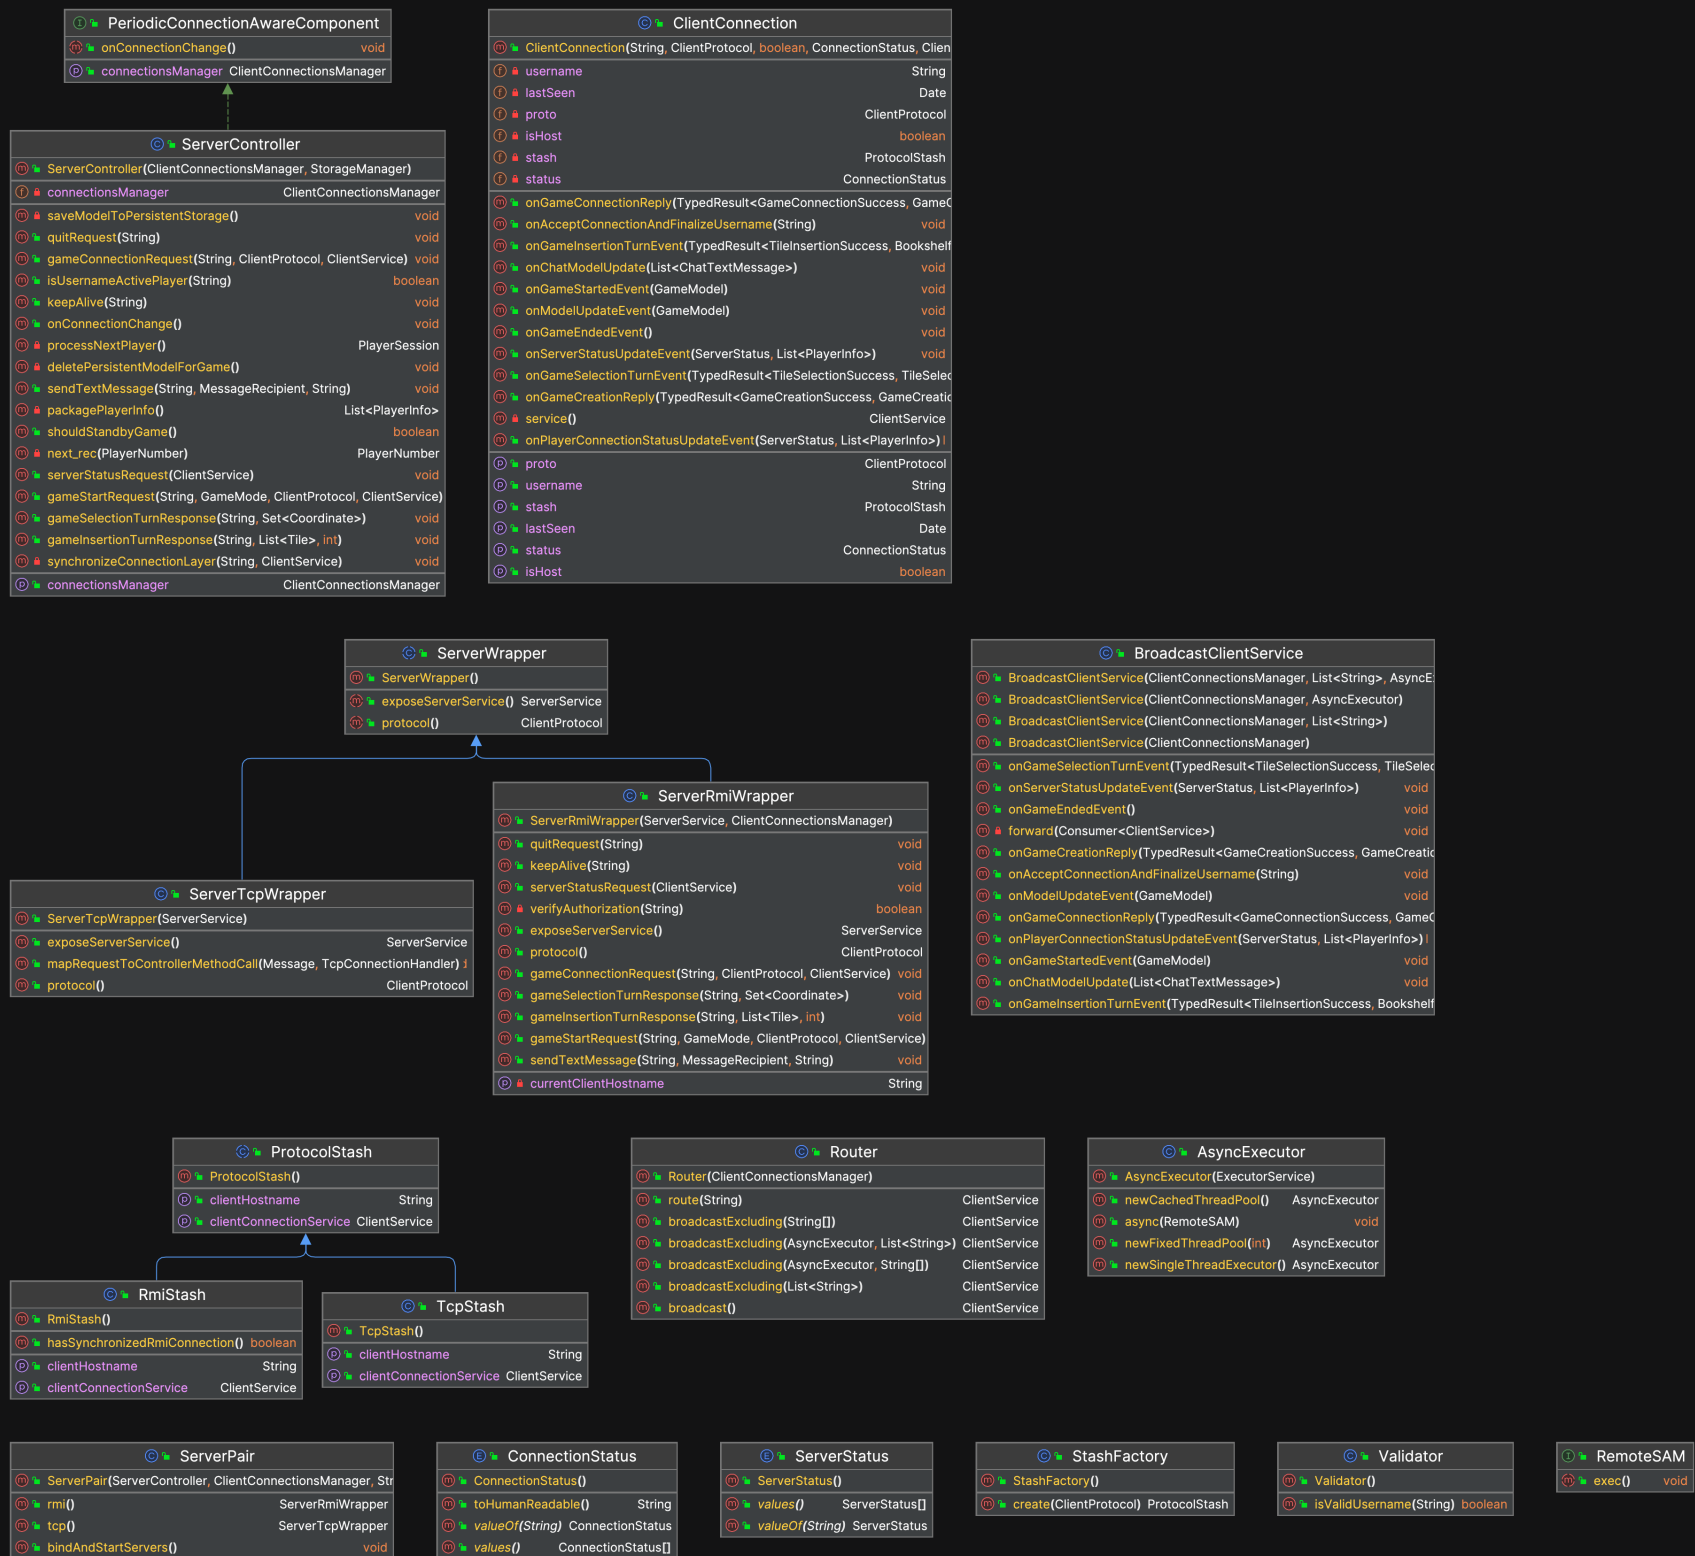 PeriodicConnectionAwareComponent
onConnectionChange() void
connectionsManager ClientConnectionsManager
ServerController
ServerController(ClientConnectionsManager, StorageManager)
connectionsManager ClientConnectionsManager
saveModelToPersistentStorage() void
quitRequest(String) void
gameConnectionRequest(String, ClientProtocol, ClientService) void
isUsernameActivePlayer(String) boolean
keepAlive(String) void
onConnectionChange() void
processNextPlayer() PlayerSession
deletePersistentModelForGame() void
sendTextMessage(String, MessageRecipient, String) void
packagePlayerInfo() List<PlayerInfo>
shouldStandbyGame() boolean
next_rec(PlayerNumber) PlayerNumber
serverStatusRequest(ClientService) void
gameStartRequest(String, GameMode, ClientProtocol, ClientService)
gameSelectionTurnResponse(String, Set<Coordinate>) void
gameInsertionTurnResponse(String, List<Tile>, int) void
synchronizeConnectionLayer(String, ClientService) void
connectionsManager ClientConnectionsManager
ClientConnection
ClientConnection(String, ClientProtocol, boolean, ConnectionStatus, Clien
username String
lastSeen Date
proto ClientProtocol
isHost boolean
stash ProtocolStash
status ConnectionStatus
onGameConnectionReply(TypedResult<GameConnectionSuccess, GameC
onAcceptConnectionAndFinalizeUsername(String) void
onGameInsertionTurnEvent(TypedResult<TileInsertionSuccess, Bookshelf
onChatModelUpdate(List<ChatTextMessage>) void
onGameStartedEvent(GameModel) void
onModelUpdateEvent(GameModel) void
onGameEndedEvent() void
onServerStatusUpdateEvent(ServerStatus, List<PlayerInfo>) void
onGameSelectionTurnEvent(TypedResult<TileSelectionSuccess, TileSelec
onGameCreationReply(TypedResult<GameCreationSuccess, GameCreatic
service() ClientService
onPlayerConnectionStatusUpdateEvent(ServerStatus, List<PlayerInfo>)
proto ClientProtocol
username String
stash ProtocolStash
lastSeen Date
status ConnectionStatus
isHost boolean
ServerWrapper
ServerWrapper()
exposeServerService() ServerService
protocol() ClientProtocol
ServerTcpWrapper
ServerTcpWrapper(ServerService)
exposeServerService() ServerService
mapRequestToControllerMethodCall(Message, TcpConnectionHandler)
protocol() ClientProtocol
ServerRmiWrapper
ServerRmiWrapper(ServerService, ClientConnectionsManager)
quitRequest(String) void
keepAlive(String) void
serverStatusRequest(ClientService) void
verifyAuthorization(String) boolean
exposeServerService() ServerService
protocol() ClientProtocol
gameConnectionRequest(String, ClientProtocol, ClientService) void
gameSelectionTurnResponse(String, Set<Coordinate>) void
gameInsertionTurnResponse(String, List<Tile>, int) void
gameStartRequest(String, GameMode, ClientProtocol, ClientService)
sendTextMessage(String, MessageRecipient, String) void
currentClientHostname String
BroadcastClientService
BroadcastClientService(ClientConnectionsManager, List<String>, AsyncE
BroadcastClientService(ClientConnectionsManager, AsyncExecutor)
BroadcastClientService(ClientConnectionsManager, List<String>)
BroadcastClientService(ClientConnectionsManager)
onGameSelectionTurnEvent(TypedResult<TileSelectionSuccess, TileSelec
onServerStatusUpdateEvent(ServerStatus, List<PlayerInfo>) void
onGameEndedEvent() void
forward(Consumer<ClientService>) void
onGameCreationReply(TypedResult<GameCreationSuccess, GameCreatic
onAcceptConnectionAndFinalizeUsername(String) void
onModelUpdateEvent(GameModel) void
onGameConnectionReply(TypedResult<GameConnectionSuccess, GameC
onPlayerConnectionStatusUpdateEvent(ServerStatus, List<PlayerInfo>)
onGameStartedEvent(GameModel) void
onChatModelUpdate(List<ChatTextMessage>) void
onGameInsertionTurnEvent(TypedResult<TileInsertionSuccess, Bookshelf
ProtocolStash
ProtocolStash()
clientHostname String
clientConnectionService ClientService
RmiStash
RmiStash()
hasSynchronizedRmiConnection() boolean
clientHostname String
clientConnectionService ClientService
TcpStash
TcpStash()
clientHostname String
clientConnectionService ClientService
Router
Router(ClientConnectionsManager)
route(String) ClientService
broadcastExcluding(String[]) ClientService
broadcastExcluding(AsyncExecutor, List<String>) ClientService
broadcastExcluding(AsyncExecutor, String[]) ClientService
broadcastExcluding(List<String>) ClientService
broadcast() ClientService
AsyncExecutor
AsyncExecutor(ExecutorService)
newCachedThreadPool() AsyncExecutor
async(RemoteSAM) void
newFixedThreadPool(int) AsyncExecutor
newSingleThreadExecutor() AsyncExecutor
ServerPair
ServerPair(ServerController, ClientConnectionsManager, Str
rmi() ServerRmiWrapper
tcp() ServerTcpWrapper
bindAndStartServers() void
ConnectionStatus
ConnectionStatus()
toHumanReadable() String
valueOf(String) ConnectionStatus
values() ConnectionStatus[]
ServerStatus
ServerStatus()
values() ServerStatus[]
valueOf(String) ServerStatus
StashFactory
StashFactory()
create(ClientProtocol) ProtocolStash
Validator
Validator()
isValidUsername(String) boolean
RemoteSAM
exec() void